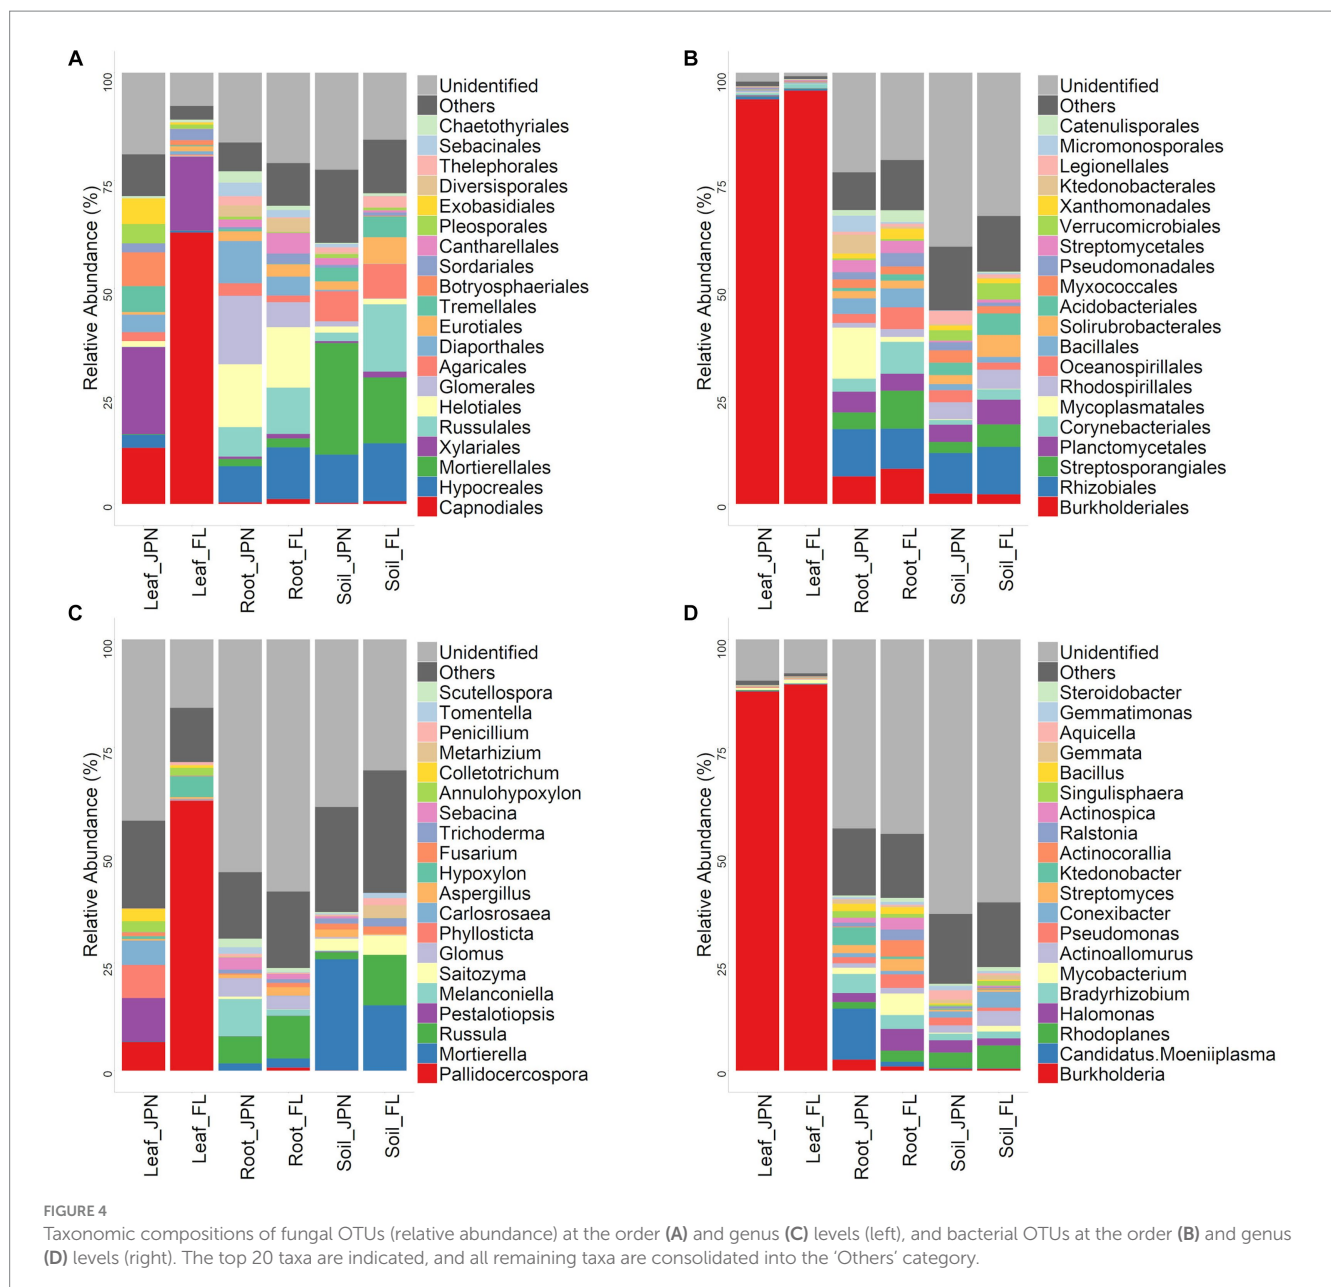 A
Relative Abundance (%)
100
75
50
25
0
Unidentified
Others
Chaetothyriales
Sebacinales
Thelephorales
Diversisporales
Exobasidiales
Pleosporales
Cantharellales
Sordariales
Botryosphaeriales
Tremellales
Eurotiales
Diaporthales
Agaricales
Glomerales
Helotiales
Russulales
Xylariales
Mortierellales
Hypocreales
Capnodiales
Leaf_JPN
Leaf_FL
Root_JPN
Root_FL
Soil_JPN
Soil_FL
B
Relative Abundance (%)
100
75
50
25
0
Unidentified
Others
Catenulisporales
Micromonosporales
Legionellales
Ktedonobacterales
Xanthomonadales
Verrucomicrobiales
Streptomycetales
Pseudomonadales
Myxococcales
Acidobacteriales
Solirubrobacterales
Bacillales
Oceanospirillales
Rhodospirillales
Mycoplasmatales
Corynebacteriales
Planctomycetales
Streptosporangiales
Rhizobiales
Burkholderiales
Leaf_JPN
Leaf_FL
Root_JPN
Root_FL
Soil_JPN
Soil_FL
C
Relative Abundance (%)
100
75
50
25
0
Unidentified
Others
Scutellospora
Tomentella
Penicillium
Metarhizium
Colletotrichum
Annulohypoxylon
Sebacina
Trichoderma
Fusarium
Hypoxylon
Aspergillus
Carlosrosaea
Phyllosticta
Glomus
Saitozyma
Melanconiella
Pestalotiopsis
Russula
Mortierella
Pallidocercospora
Leaf_JPN
Leaf_FL
Root_JPN
Root_FL
Soil_JPN
Soil_FL
D
Relative Abundance (%)
100
75
50
25
0
Unidentified
Others
Steroidobacter
Gemmatimonas
Aquicella
Gemmata
Bacillus
Singulisphaera
Actinospica
Ralstonia
Actinocorallia
Ktedonobacter
Streptomyces
Conexibacter
Pseudomonas
Actinoallomurus
Mycobacterium
Bradyrhizobium
Halomonas
Rhodoplanes
Candidatus.Moeniiplasma
Burkholderia
Leaf_JPN
Leaf_FL
Root_JPN
Root_FL
Soil_JPN
Soil_FL
FIGURE 4
Taxonomic compositions of fungal OTUs (relative abundance) at the order (A) and genus (C) levels (left), and bacterial OTUs at the order (B) and genus
(D) levels (right). The top 20 taxa are indicated, and all remaining taxa are consolidated into the ‘Others’ category.